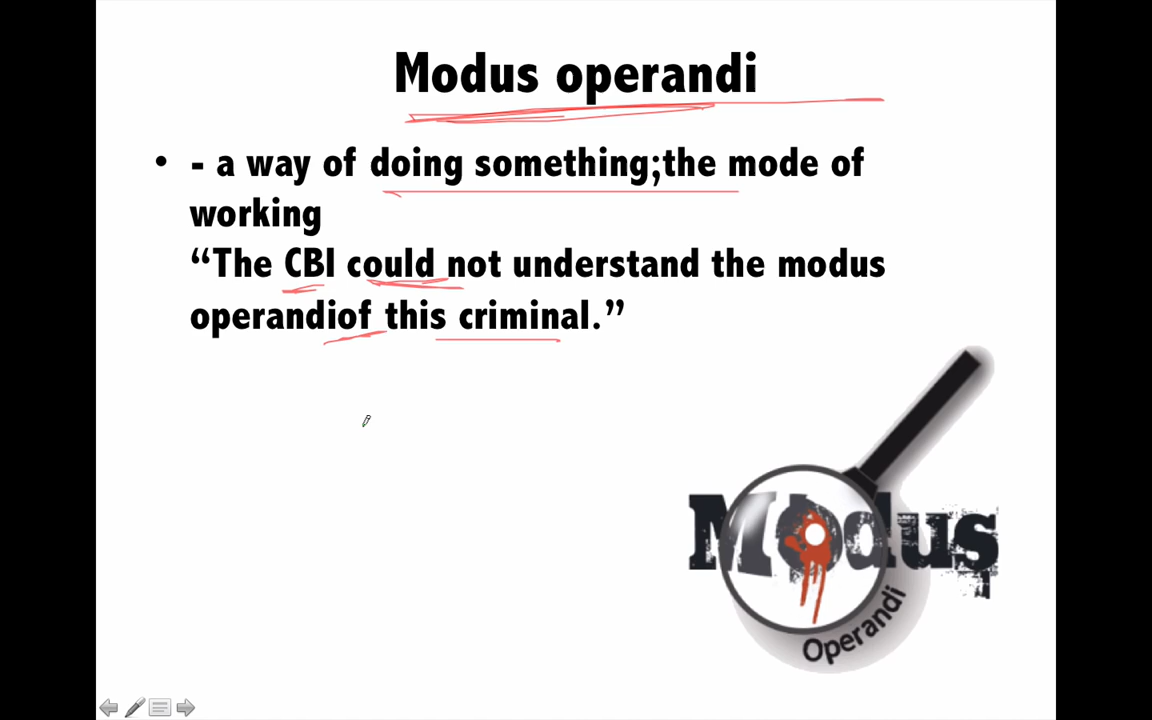 Modus operandi
• - a way of doing something;the mode of
working
“The CBI could not understand the modus
operandiof this criminal.”
Modus
Operandi